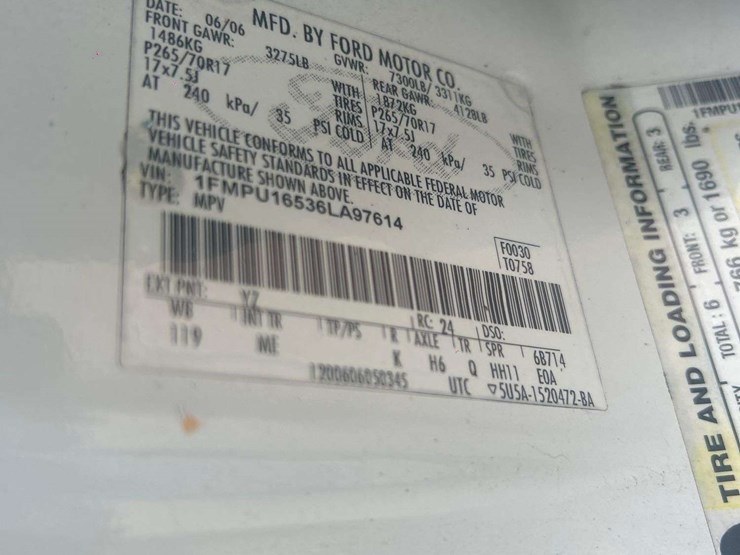 MFD. BY FORD MOTOR CO.
DATE: 06/06 GVWR: 7300LB/3311KG
FRONT GAWR: 3275LB REAR GAWR: 4128LB
1486KG WITH 1872KG WITH
P265/70R17 TIRES P265/70R17 TIRES
17x7.5J RIMS 17x7.5J RIMS
AT 240 kPa/ 35 PSI COLD AT 240 kPa/ 35 PSI COLD
THIS VEHICLE CONFORMS TO ALL APPLICABLE FEDERAL MOTOR
VEHICLE SAFETY STANDARDS IN EFFECT ON THE DATE OF
MANUFACTURE SHOWN ABOVE.
VIN: 1FMPU16536LA97614
TYPE: MPV
F0030
T0758
EXT PNT: YZ RC: 24 DSO:
WB INT TR TP/PS R AXLE TR SPR 68714
119 ME K H6 Q HH11 EOA
1200606050345 UTC ▽5U5A-1520472-BA
TIRE AND LOADING INFORMATION
TOTAL: 6 FRONT: 3 REAR: 3
766 kg or 1690 lbs.
1FMPU